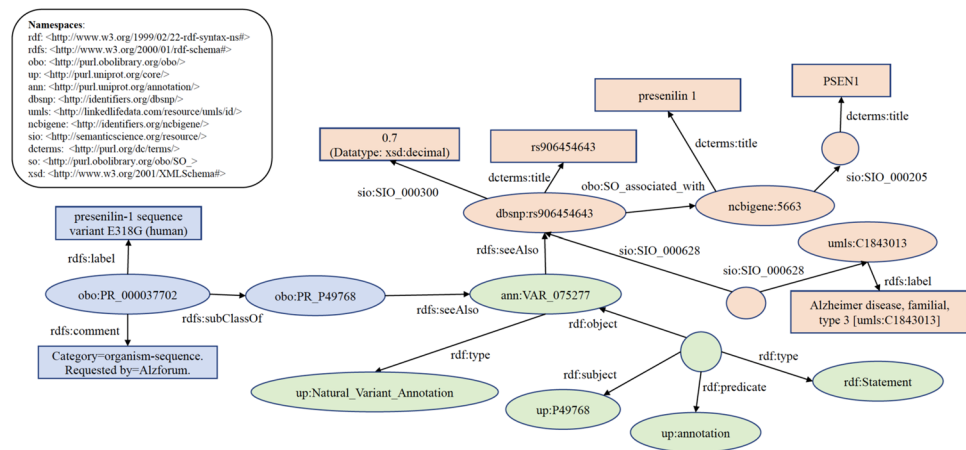 Namespaces:
rdf: <http://www.w3.org/1999/02/22-rdf-syntax-ns#>
rdfs: <http://www.w3.org/2000/01/rdf-schema#>
obo: <http://purl.obolibrary.org/obo/>
up: <http://purl.uniprot.org/core/>
ann: <http://purl.uniprot.org/annotation/>
dbsnp: <http://identifiers.org/dbsnp/>
umls: <http://linkedlifedata.com/resource/umls/id/>
ncbigene: <http://identifiers.org/ncbigene/>
sio: <http://semanticscience.org/resource/>
dcterms: <http://purl.org/dc/terms/>
so: <http://purl.obolibrary.org/obo/SO_>
xsd: <http://www.w3.org/2001/XMLSchema#>
PSEN1
presenilin 1
dcterms:title
0.7
(Datatype: xsd:decimal)
rs906454643
dcterms:title
dcterms:title
sio:SIO_000300
obo:SO_associated_with
sio:SIO_000205
dbsnp:rs906454643
ncbigene:5663
presenilin-1 sequence
variant E318G (human)
rdfs:label
rdfs:seeAlso
sio:SIO_000628
umls:C1843013
sio:SIO_000628
rdfs:label
obo:PR_000037702
obo:PR_P49768
ann:VAR_075277
Alzheimer disease, familial,
type 3 [umls:C1843013]
rdfs:subClassOf
rdfs:seeAlso
rdfs:comment
rdf:object
Category=organism-sequence.
Requested by=Alzforum.
rdf:type
rdf:type
rdf:subject
rdf:predicate
up:Natural_Variant_Annotation
rdf:Statement
up:P49768
up:annotation